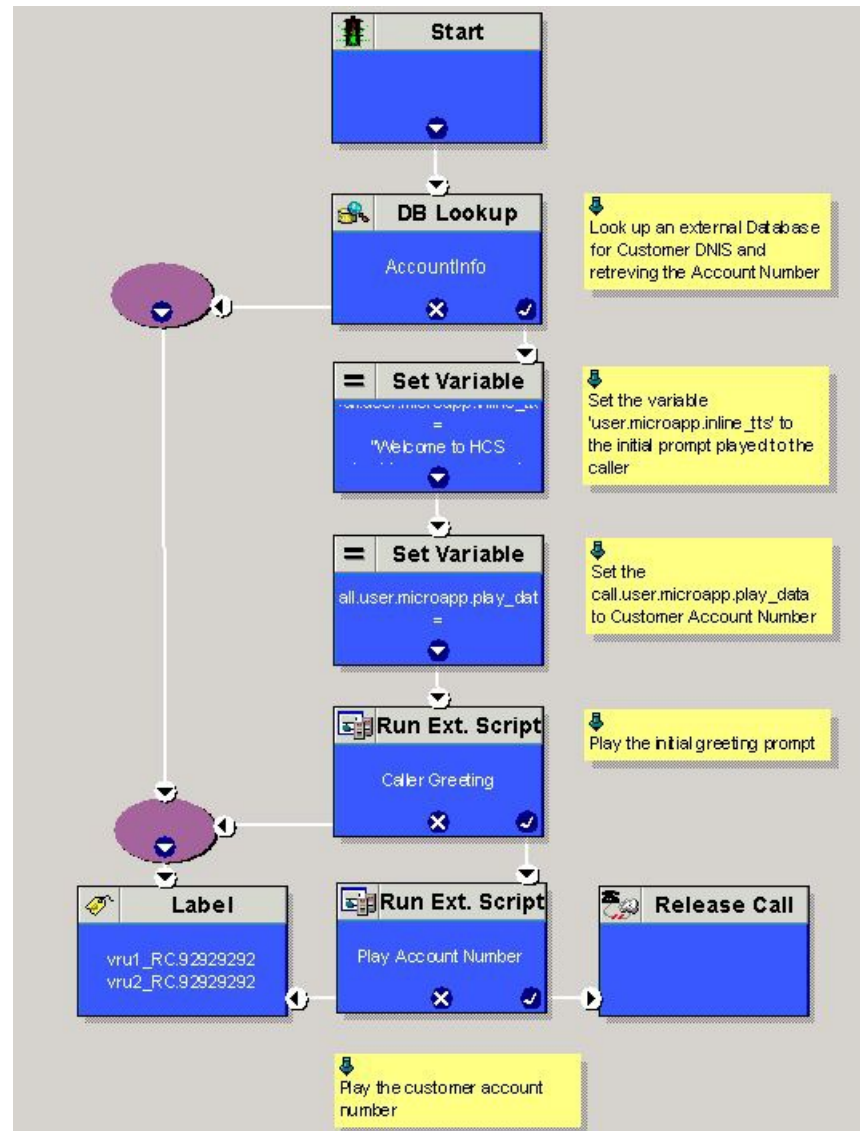 Start
DB Lookup
AccountInfo
Look up an external Database
for Customer DNIS and
retreving the Account Number
Set Variable
=
"Welcome to HCS
Set the variable
'user.microapp.inline_tts' to
the initial prompt played to the
caller
Set Variable
all.user.microapp.play_dat
=
Set the
call.user.microapp.play_data
to Customer Account Number
Run Ext. Script
Caller Greeting
Play the initial greeting prompt
Label
vru1_RC.92929292
vru2_RC.92929292
Run Ext. Script
Play Account Number
Release Call
Play the customer account
number